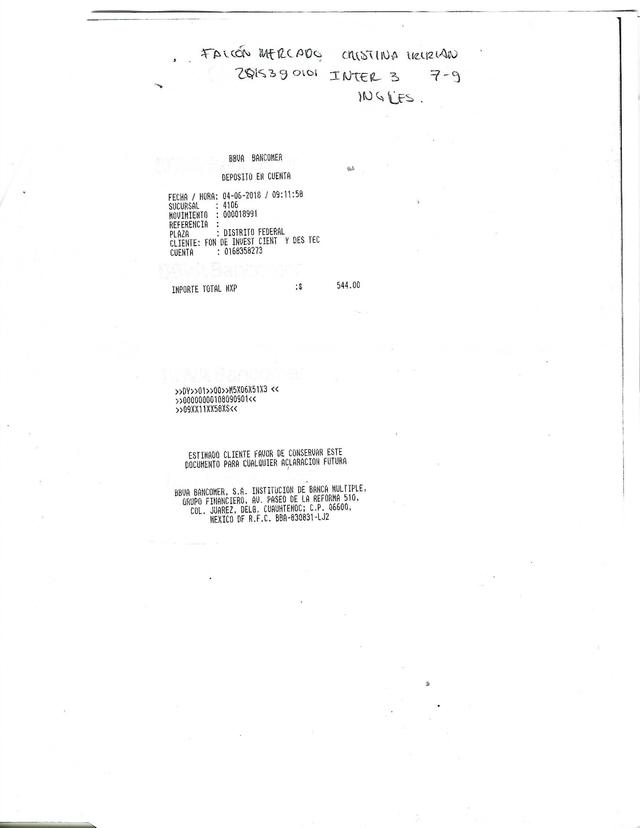 FALCÓN MERCADO CRISTINA
2015390101 INTER 3 7-9
INGLES.
BBVA BANCOMER
DEPOSITO EN CUENTA
FECHA / HORA: 04-06-2018 / 09:11:58
SUCURSAL : 4106
MOVIMIENTO : 000018991
REFERENCIA :
PLAZA : DISTRITO FEDERAL
CLIENTE: FON DE INVEST CIENT Y DES TEC
CUENTA : 0168358273
IMPORTE TOTAL MXP :$ 544.00
>>DY>>01>>00>>M5X06X51X3 <<
>>00000000108090901<<
>>09XX11XX58XS<<
ESTIMADO CLIENTE FAVOR DE CONSERVAR ESTE
DOCUMENTO PARA CUALQUIER ACLARACION FUTURA
BBVA BANCOMER, S.A. INSTITUCION DE BANCA MULTIPLE,
GRUPO FINANCIERO, AV. PASEO DE LA REFORMA 510,
COL. JUAREZ, DELG. CUAUHTEMOC; C.P. 06600,
MEXICO DF R.F.C. BBA-830831-LJ2